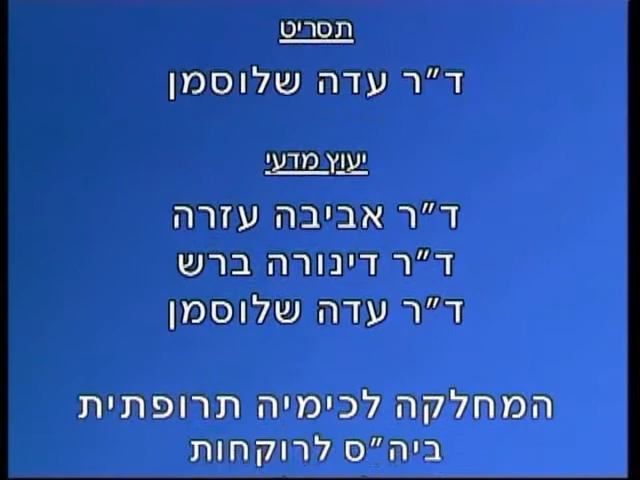 תסריט
ד"ר עדה שלוסמן
יעוץ מדעי
ד"ר אביבה עזרה
ד"ר דינורה ברש
ד"ר עדה שלוסמן
המחלקה לכימיה תרופתית
ביה"ס לרוקחות